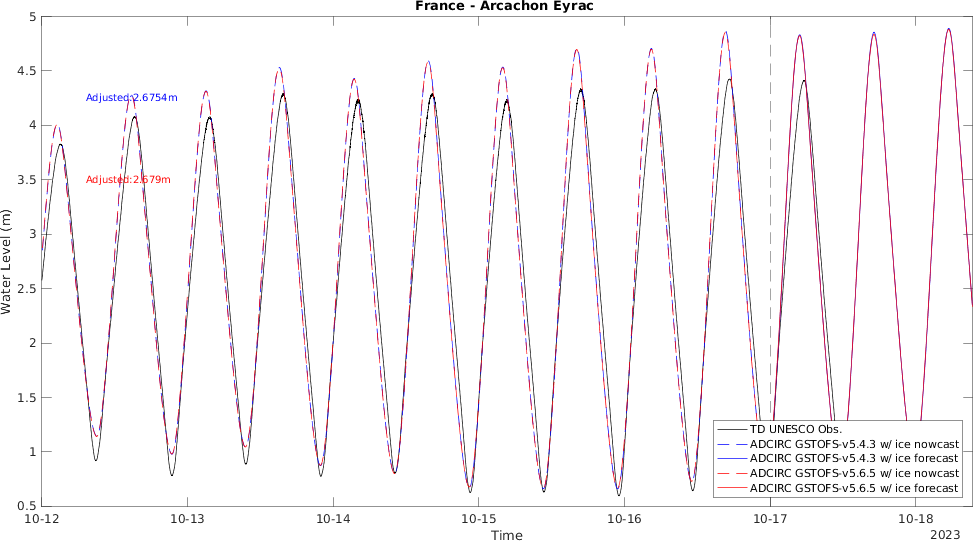 France - Arcachon Eyrac
5
4.5
4
3.5
3
2.5
2
1.5
1
0.5
Water Level (m)
Adjusted:2.6754m
Adjusted:2.679m
TD UNESCO Obs.
ADCIRC GSTOFS-v5.4.3 w/ ice nowcast
ADCIRC GSTOFS-v5.4.3 w/ ice forecast
ADCIRC GSTOFS-v5.6.5 w/ ice nowcast
ADCIRC GSTOFS-v5.6.5 w/ ice forecast
10-12 10-13 10-14 10-15 10-16 10-17 10-18
Time
2023